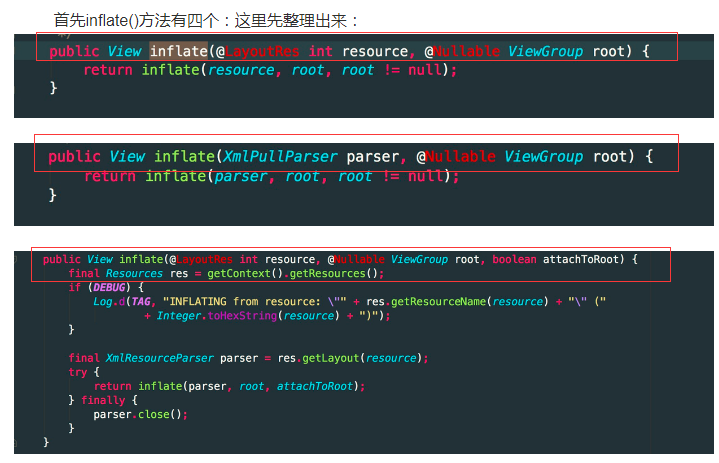 首先inflate()方法有四个：这里先整理出来：
*/
public View inflate(@LayoutRes int resource, @Nullable ViewGroup root) {
return inflate(resource, root, root != null);
}
public View inflate(XmlPullParser parser, @Nullable ViewGroup root) {
return inflate(parser, root, root != null);
}
public View inflate(@LayoutRes int resource, @Nullable ViewGroup root, boolean attachToRoot) {
final Resources res = getContext().getResources();
if (DEBUG) {
Log.d(TAG, "INFLATING from resource: \"" + res.getResourceName(resource) + "\" ("
+ Integer.toHexString(resource) + ")");
}
final XmlResourceParser parser = res.getLayout(resource);
try {
return inflate(parser, root, attachToRoot);
} finally {
parser.close();
}
}